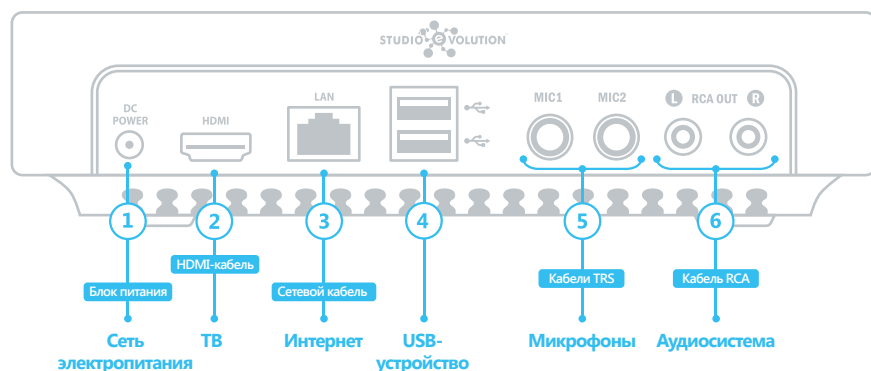 STUDIO EVOLUTION
DC
POWER
HDMI
LAN
MIC1
MIC2
L RCA OUT R
1
2
3
4
5
6
HDMI-кабель
Блок питания
Сетевой кабель
Кабели TRS
Кабель RCA
Сеть
электропитания
ТВ
Интернет
USB-
устройство
Микрофоны
Аудиосистема